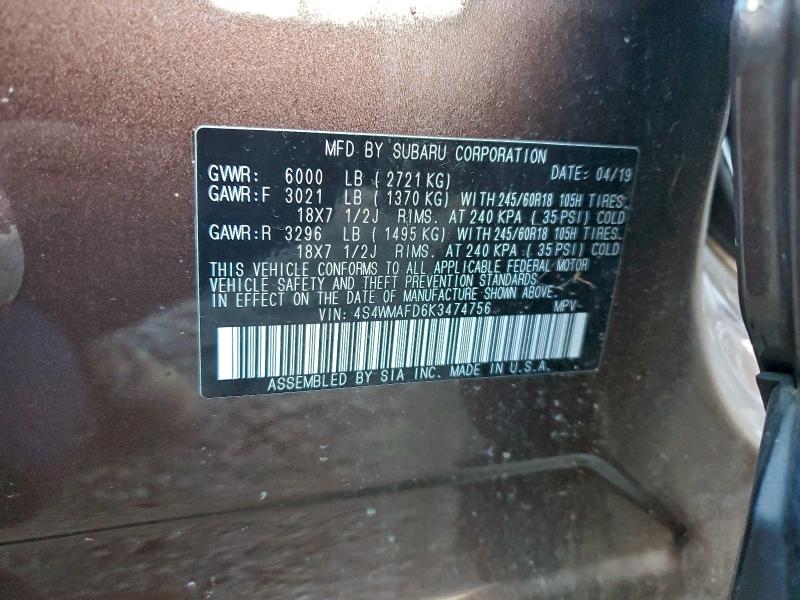 MFD BY SUBARU CORPORATION
GVWR: 6000 LB ( 2721 KG) DATE: 04/19
GAWR: F 3021 LB ( 1370 KG) WITH 245/60R18 105H TIRES.
18X7 1/2J RIMS. AT 240 KPA ( 35 PSI) COLD
GAWR: R 3296 LB ( 1495 KG) WITH 245/60R18 105H TIRES.
18X7 1/2J RIMS. AT 240 KPA ( 35 PSI) COLD
THIS VEHICLE CONFORMS TO ALL APPLICABLE FEDERAL MOTOR
VEHICLE SAFETY AND THEFT PREVENTION STANDARDS
IN EFFECT ON THE DATE OF MANUFACTURE SHOWN ABOVE.
VIN: 4S4WMAFD6K3474756 MPV
ASSEMBLED BY SIA INC. MADE IN U.S.A.